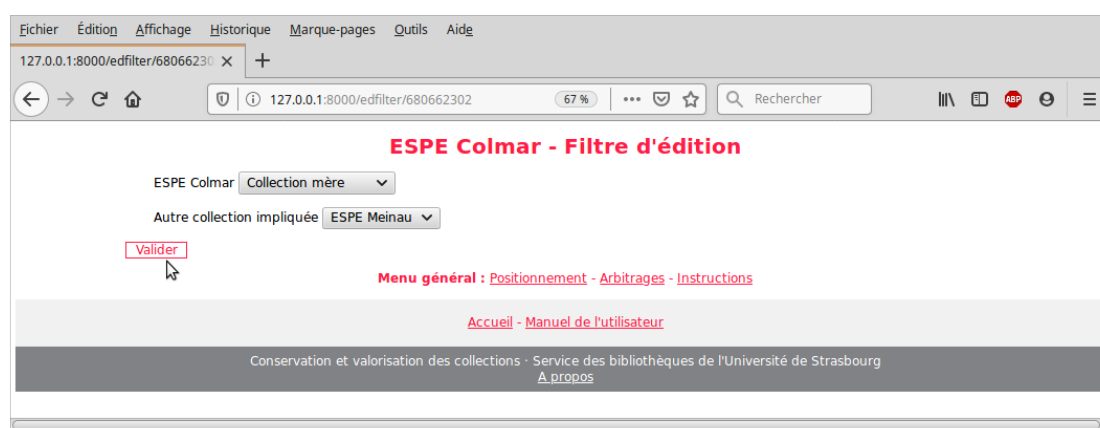 Fichier Édition Affichage Historique Marque-pages Outils Aide
127.0.0.1:8000/edfilter/68066230
127.0.0.1:8000/edfilter/680662302 67 % Rechercher ABP
ESPE Colmar - Filtre d'édition
ESPE Colmar Collection mère
Autre collection impliquée ESPE Meinau
Valider
Menu général : Positionnement - Arbitrages - Instructions
Accueil - Manuel de l'utilisateur
Conservation et valorisation des collections · Service des bibliothèques de l'Université de Strasbourg
A propos